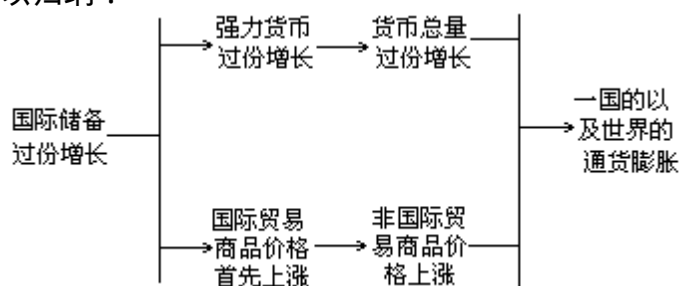 国际储备
过份增长
强力货币
过份增长
货币总量
过份增长
国际贸易
商品价格
首先上涨
非国际贸
易商品价
格上涨
一国的以
及世界的
通货膨胀